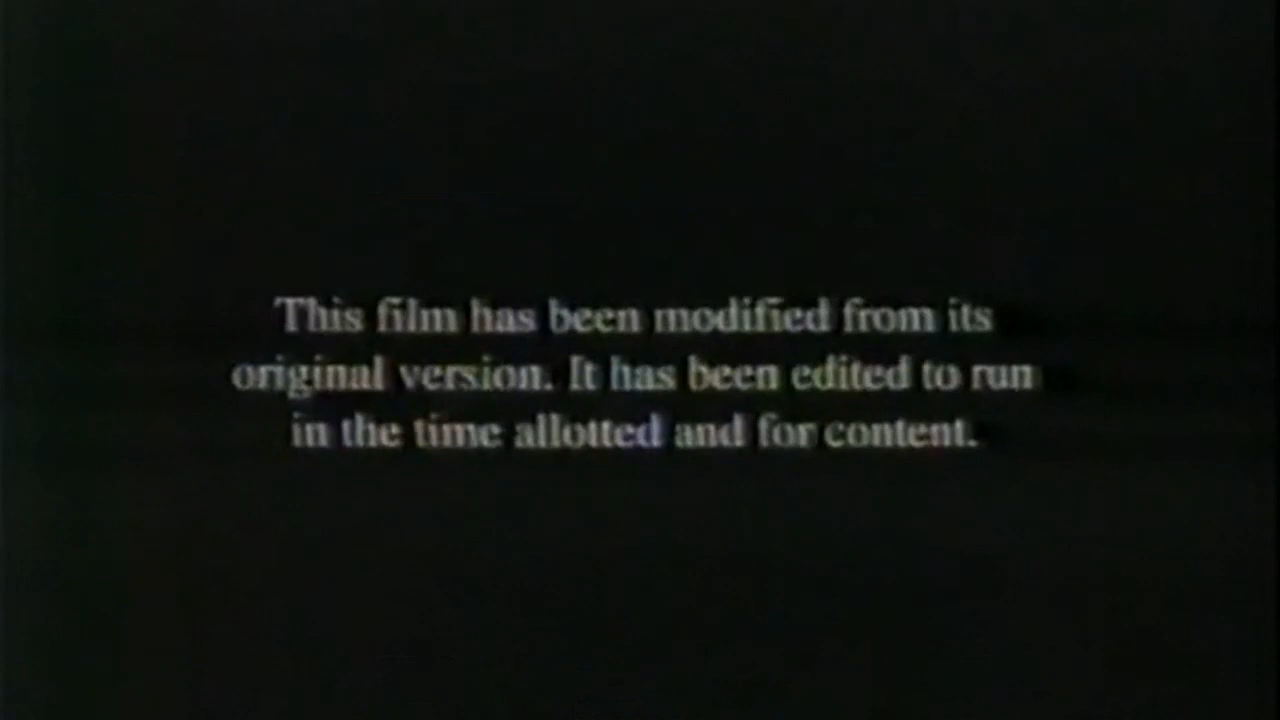 This film has been modified from its
original version. It has been edited to run
in the time allotted and for content.